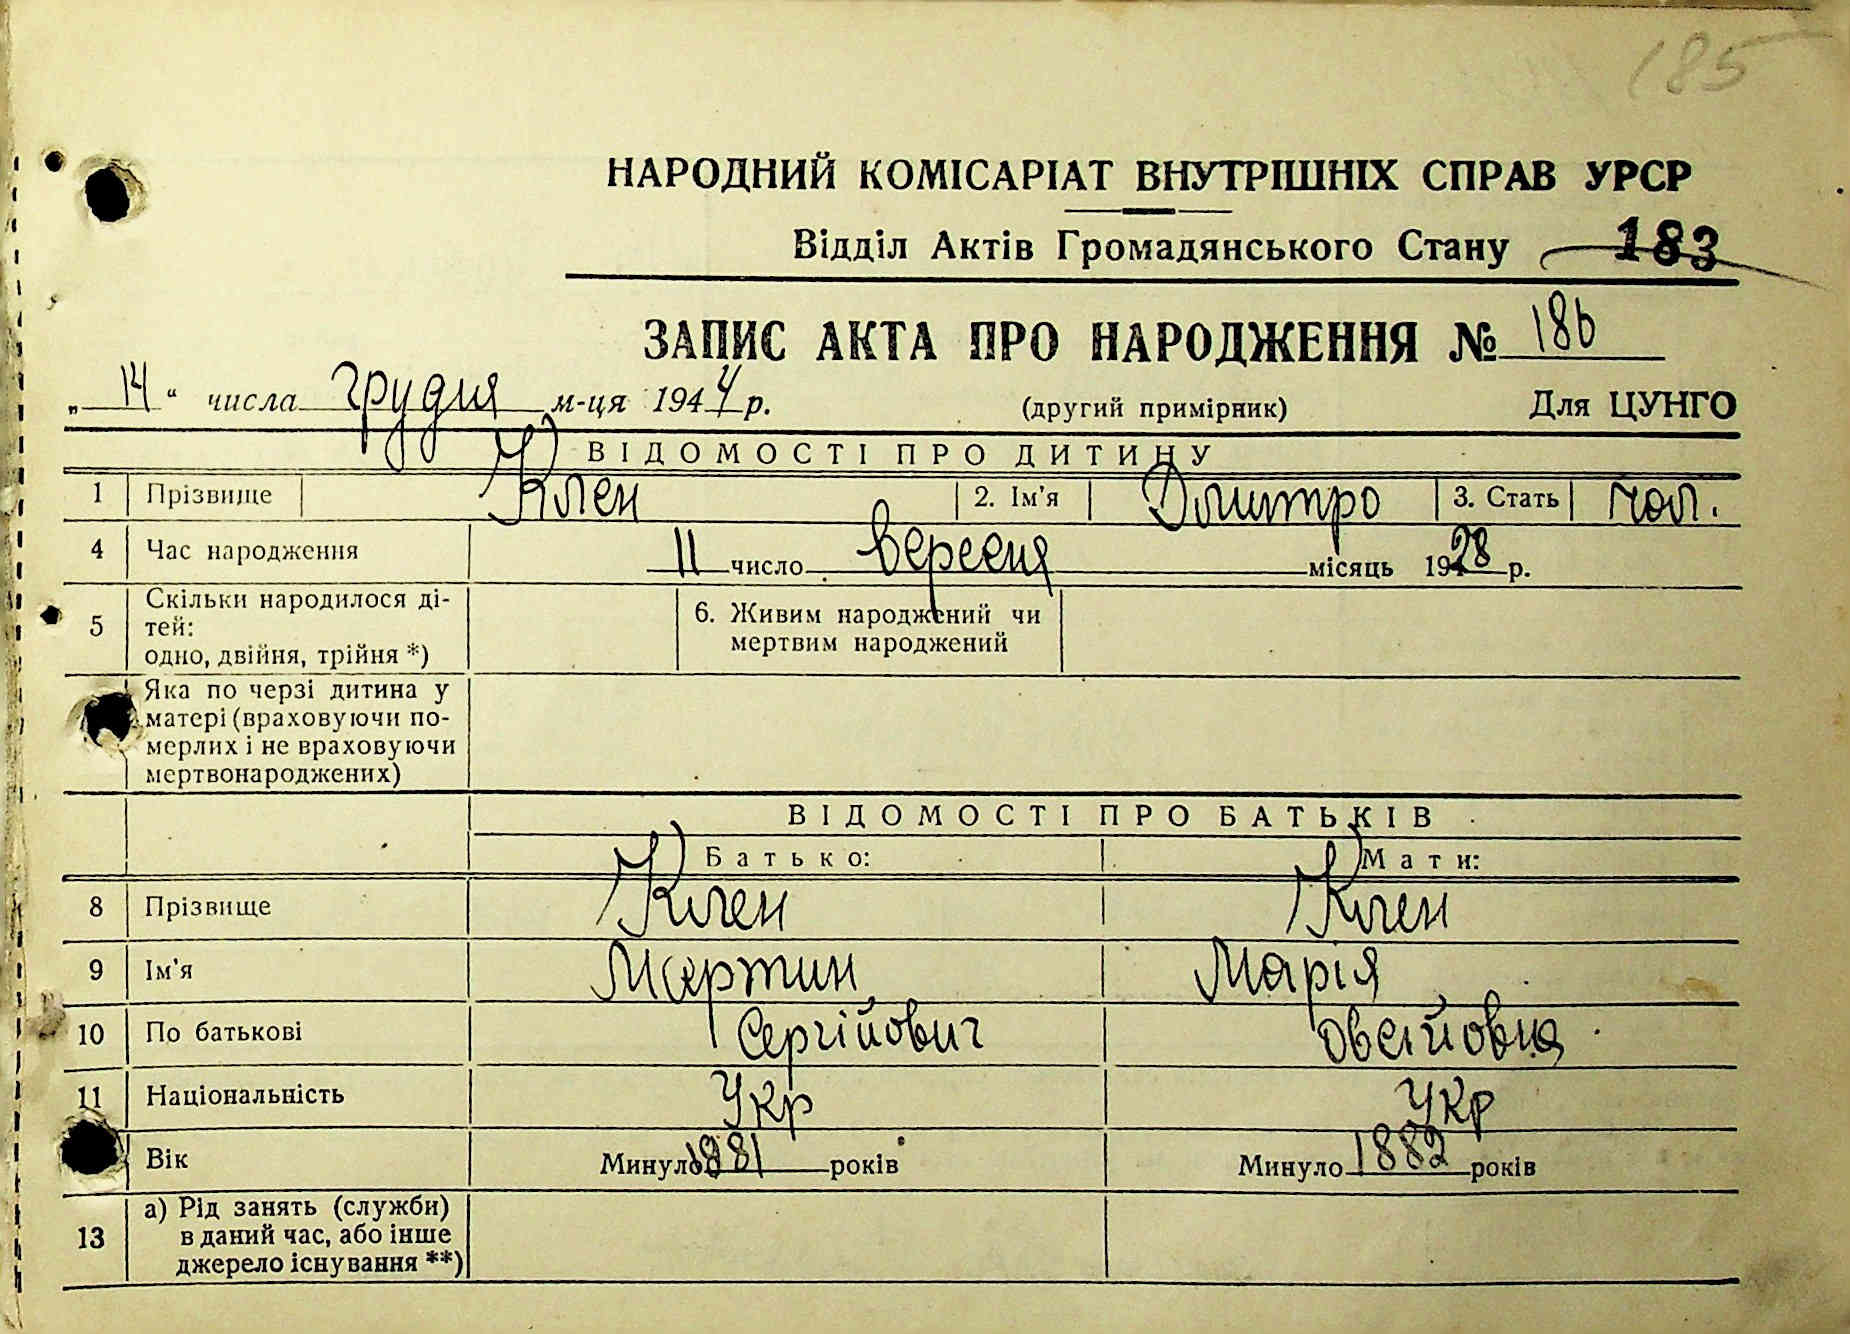 185
НАРОДНИЙ КОМІСАРІАТ ВНУТРІШНІХ СПРАВ УРСР
Відділ Актів Громадянського Стану 183
ЗАПИС АКТА ПРО НАРОДЖЕННЯ № 186
„14“ числа грудня м-ця 1944 р. (другий примірник) Для ЦУНГО
ВІДОМОСТІ ПРО ДИТИНУ
1 Прізвище Клен 2. Ім'я Дмитро 3. Стать чол.
4 Час народження 11 число вересня місяць 1928 р.
5 Скільки народилося ді-
тей:
одно, двійня, трійня *)
6. Живим народжений чи
мертвим народжений
Яка по черзі дитина у
матері (враховуючи по-
мерлих і не враховуючи
мертвонароджених)
ВІДОМОСТІ ПРО БАТЬКІВ
Батько: Мати:
8 Прізвище Клен Клен
9 Ім'я Мартин Марія
10 По батькові Сергійович Овсійовна
11 Національність Укр Укр
Вік Минуло 1881 років Минуло 1882 років
13 а) Рід занять (служби)
в даний час, або інше
джерело існування **)